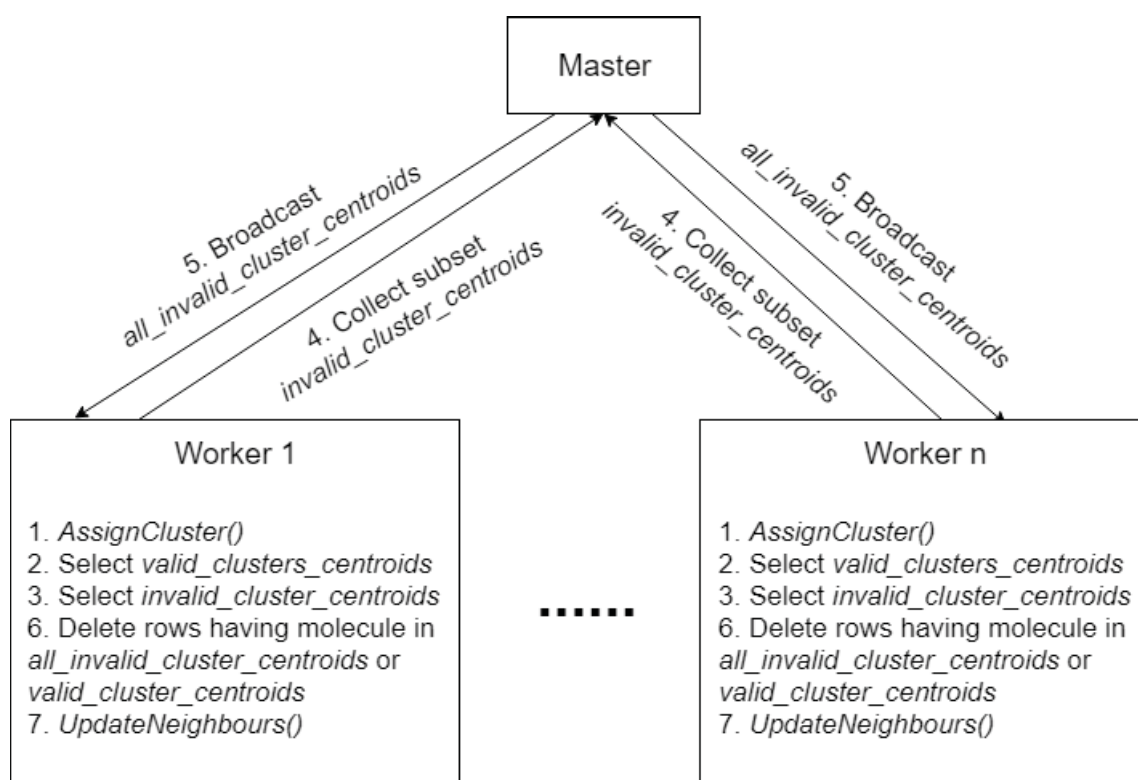 Master
5. Broadcast
all_invalid_cluster_centroids
4. Collect subset
invalid_cluster_centroids
4. Collect subset
invalid_cluster_centroids
5. Broadcast
all_invalid_cluster_centroids
Worker 1
1. AssignCluster()
2. Select valid_clusters_centroids
3. Select invalid_cluster_centroids
6. Delete rows having molecule in
all_invalid_cluster_centroids or
valid_cluster_centroids
7. UpdateNeighbours()
......
Worker n
1. AssignCluster()
2. Select valid_clusters_centroids
3. Select invalid_cluster_centroids
6. Delete rows having molecule in
all_invalid_cluster_centroids or
valid_cluster_centroids
7. UpdateNeighbours()